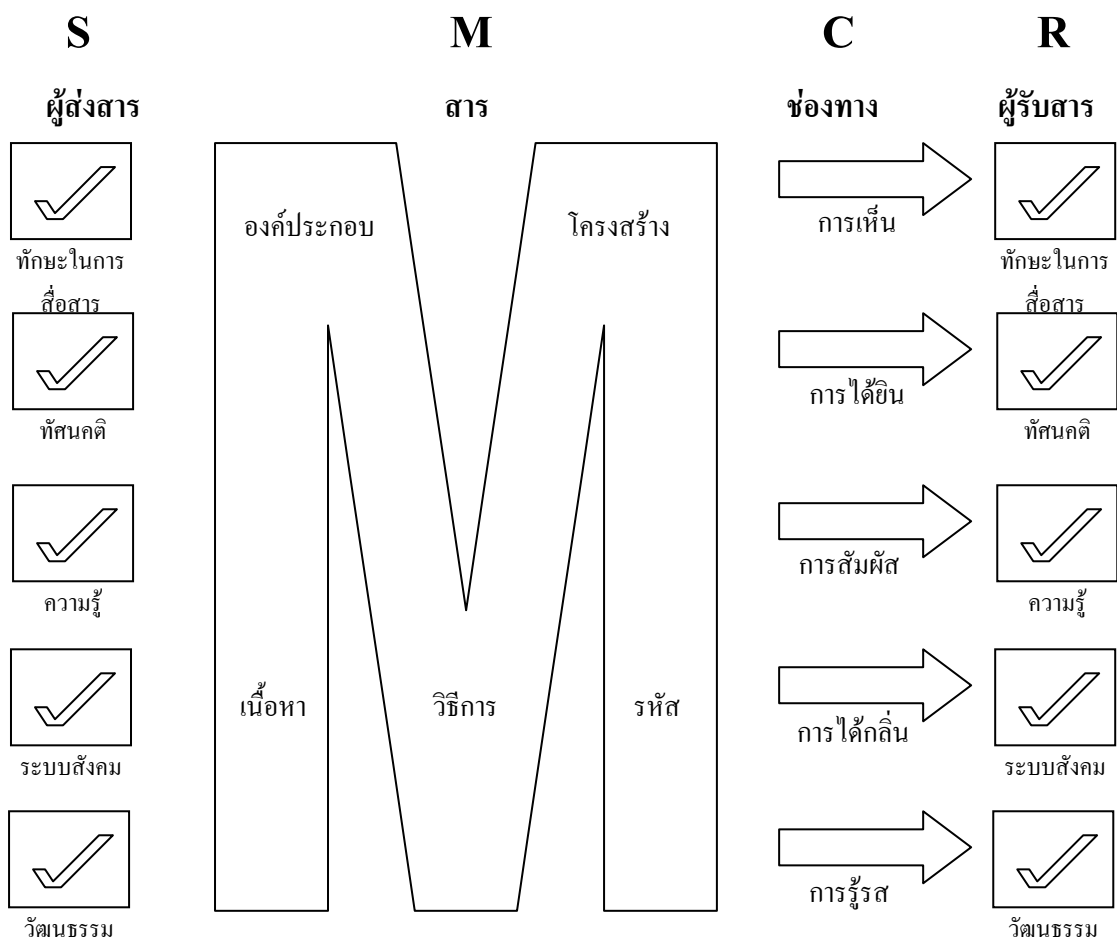 S M C R
ผู้ส่งสาร สาร ช่องทาง ผู้รับสาร
องค์ประกอบ โครงสร้าง การเห็น
ทักษะในการ ทักษะในการ
สื่อสาร สื่อสาร
การได้ยิน
ทัศนคติ ทัศนคติ
การสัมผัส
ความรู้ ความรู้
เนื้อหา วิธีการ รหัส การได้กลิ่น
ระบบสังคม ระบบสังคม
การรู้รส
วัฒนธรรม วัฒนธรรม